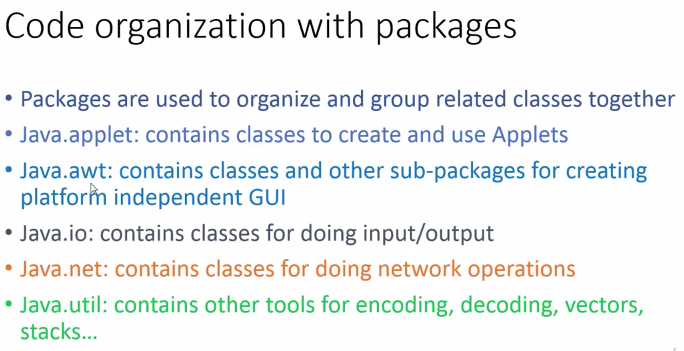 Code organization with packages
• Packages are used to organize and group related classes together
• Java.applet: contains classes to create and use Applets
• Java.awt: contains classes and other sub-packages for creating
platform independent GUI
• Java.io: contains classes for doing input/output
• Java.net: contains classes for doing network operations
• Java.util: contains other tools for encoding, decoding, vectors,
stacks...